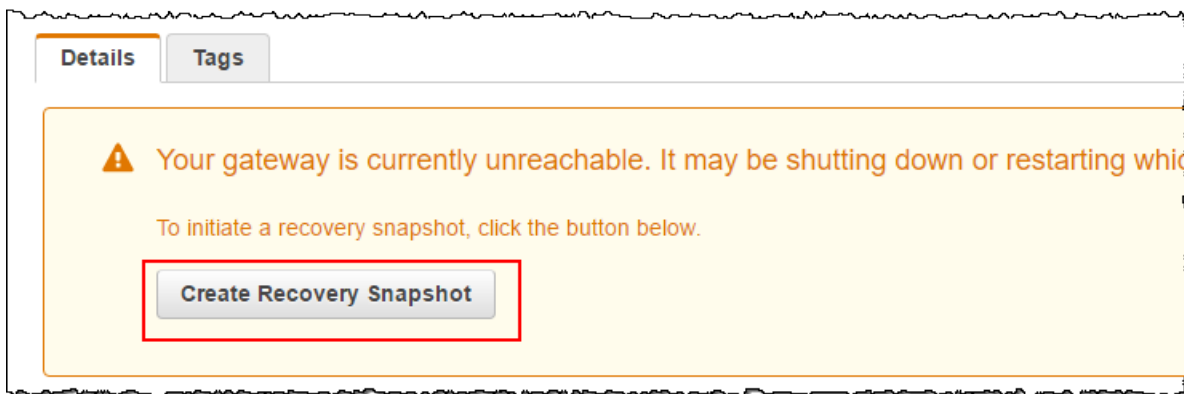 Details Tags
Your gateway is currently unreachable. It may be shutting down or restarting
To initiate a recovery snapshot, click the button below.
Create Recovery Snapshot